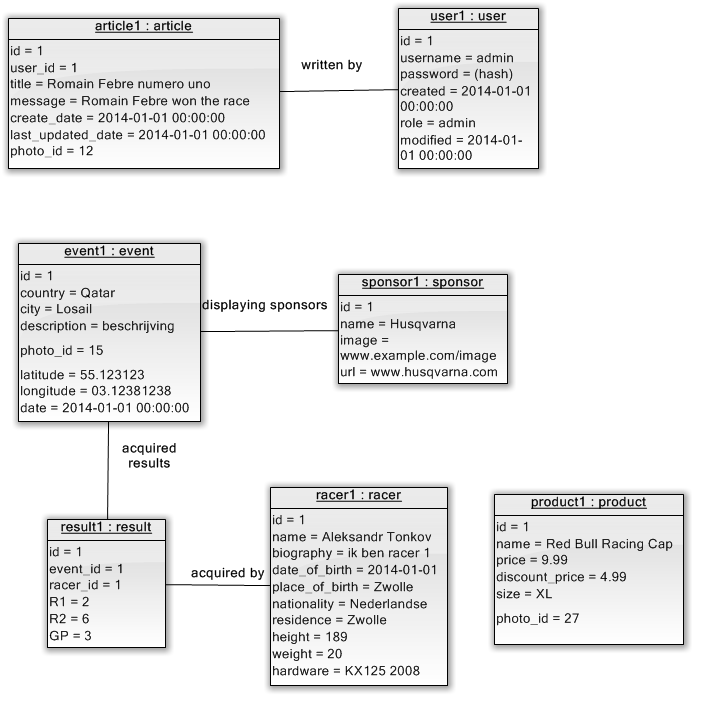 article1 : article
id = 1
user_id = 1
title = Romain Febre numero uno
message = Romain Febre won the race
create_date = 2014-01-01 00:00:00
last_updated_date = 2014-01-01 00:00:00
photo_id = 12
written by
user1 : user
id = 1
username = admin
password = (hash)
created = 2014-01-01
00:00:00
role = admin
modified = 2014-01-
01 00:00:00
event1 : event
id = 1
country = Qatar
city = Losail
description = beschrijving
photo_id = 15
latitude = 55.123123
longitude = 03.12381238
date = 2014-01-01 00:00:00
displaying sponsors
sponsor1 : sponsor
id = 1
name = Husqvarna
image =
www.example.com/image
url = www.husqvarna.com
acquired
results
result1 : result
id = 1
event_id = 1
racer_id = 1
R1 = 2
R2 = 6
GP = 3
acquired by
racer1 : racer
id = 1
name = Aleksandr Tonkov
biography = ik ben racer 1
date_of_birth = 2014-01-01
place_of_birth = Zwolle
nationality = Nederlandse
residence = Zwolle
height = 189
weight = 20
hardware = KX125 2008
product1 : product
id = 1
name = Red Bull Racing Cap
price = 9.99
discount_price = 4.99
size = XL
photo_id = 27